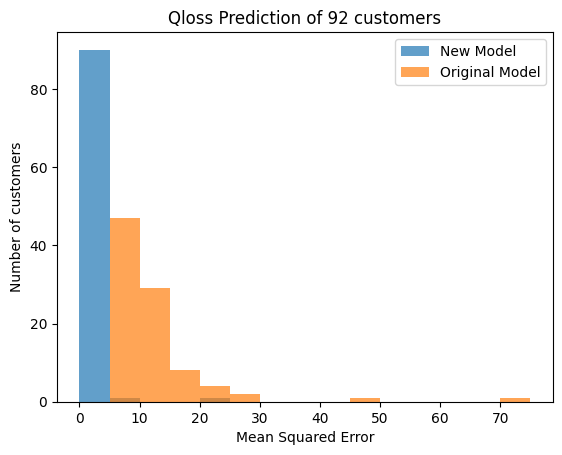 Qloss Prediction of 92 customers
New Model
Original Model
Number of customers
80
60
40
20
0
0 10 20 30 40 50 60 70
Mean Squared Error